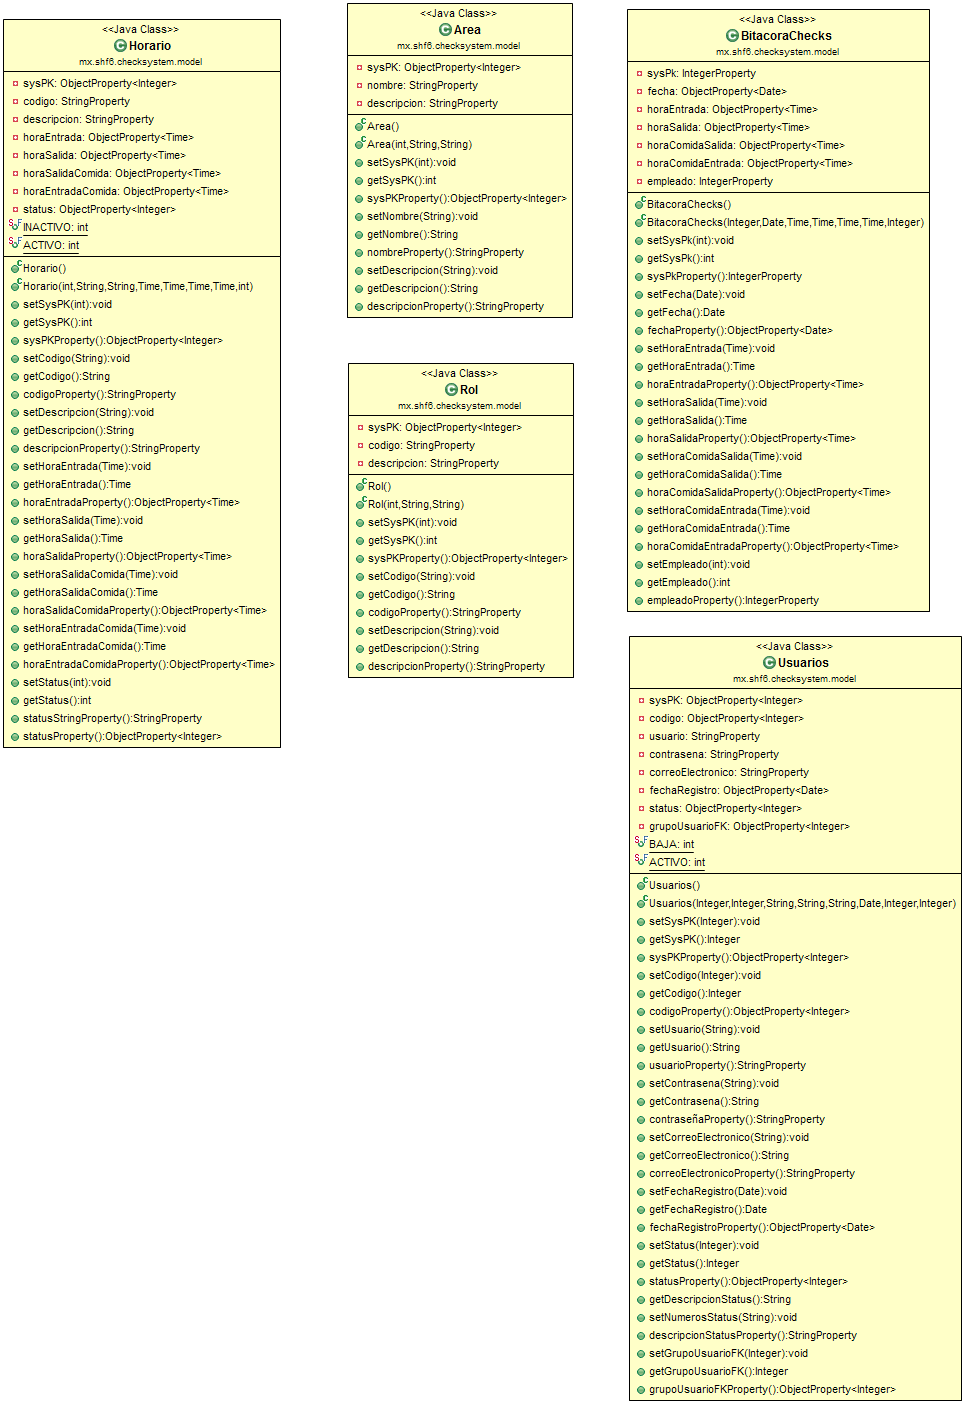 <<Java Class>>
Horario
mx.shf6.checksystem.model
sysPK: ObjectProperty<Integer>
codigo: StringProperty
descripcion: StringProperty
horaEntrada: ObjectProperty<Time>
horaSalida: ObjectProperty<Time>
horaSalidaComida: ObjectProperty<Time>
horaEntradaComida: ObjectProperty<Time>
status: ObjectProperty<Integer>
INACTIVO: int
ACTIVO: int
Horario()
Horario(int,String,String,Time,Time,Time,Time,int)
setSysPK(int):void
getSysPK():int
sysPKProperty():ObjectProperty<Integer>
setCodigo(String):void
getCodigo():String
codigoProperty():StringProperty
setDescripcion(String):void
getDescripcion():String
descripcionProperty():StringProperty
setHoraEntrada(Time):void
getHoraEntrada():Time
horaEntradaProperty():ObjectProperty<Time>
setHoraSalida(Time):void
getHoraSalida():Time
horaSalidaProperty():ObjectProperty<Time>
setHoraSalidaComida(Time):void
getHoraSalidaComida():Time
horaSalidaComidaProperty():ObjectProperty<Time>
setHoraEntradaComida(Time):void
getHoraEntradaComida():Time
horaEntradaComidaProperty():ObjectProperty<Time>
setStatus(int):void
getStatus():int
statusStringProperty():StringProperty
statusProperty():ObjectProperty<Integer>
<<Java Class>>
Area
mx.shf6.checksystem.model
sysPK: ObjectProperty<Integer>
nombre: StringProperty
descripcion: StringProperty
Area()
Area(int,String,String)
setSysPK(int):void
getSysPK():int
sysPKProperty():ObjectProperty<Integer>
setNombre(String):void
getNombre():String
nombreProperty():StringProperty
setDescripcion(String):void
getDescripcion():String
descripcionProperty():StringProperty
<<Java Class>>
Rol
mx.shf6.checksystem.model
sysPK: ObjectProperty<Integer>
codigo: StringProperty
descripcion: StringProperty
Rol()
Rol(int,String,String)
setSysPK(int):void
getSysPK():int
sysPKProperty():ObjectProperty<Integer>
setCodigo(String):void
getCodigo():String
codigoProperty():StringProperty
setDescripcion(String):void
getDescripcion():String
descripcionProperty():StringProperty
<<Java Class>>
BitacoraChecks
mx.shf6.checksystem.model
sysPk: IntegerProperty
fecha: ObjectProperty<Date>
horaEntrada: ObjectProperty<Time>
horaSalida: ObjectProperty<Time>
horaComidaSalida: ObjectProperty<Time>
horaComidaEntrada: ObjectProperty<Time>
empleado: IntegerProperty
BitacoraChecks()
BitacoraChecks(Integer,Date,Time,Time,Time,Time,Integer)
setSysPk(int):void
getSysPk():int
sysPkProperty():IntegerProperty
setFecha(Date):void
getFecha():Date
fechaProperty():ObjectProperty<Date>
setHoraEntrada(Time):void
getHoraEntrada():Time
horaEntradaProperty():ObjectProperty<Time>
setHoraSalida(Time):void
getHoraSalida():Time
horaSalidaProperty():ObjectProperty<Time>
setHoraComidaSalida(Time):void
getHoraComidaSalida():Time
horaComidaSalidaProperty():ObjectProperty<Time>
setHoraComidaEntrada(Time):void
getHoraComidaEntrada():Time
horaComidaEntradaProperty():ObjectProperty<Time>
setEmpleado(int):void
getEmpleado():int
empleadoProperty():IntegerProperty
<<Java Class>>
Usuarios
mx.shf6.checksystem.model
sysPK: ObjectProperty<Integer>
codigo: ObjectProperty<Integer>
usuario: StringProperty
contrasena: StringProperty
correoElectronico: StringProperty
fechaRegistro: ObjectProperty<Date>
status: ObjectProperty<Integer>
grupoUsuarioFK: ObjectProperty<Integer>
BAJA: int
ACTIVO: int
Usuarios()
Usuarios(Integer,Integer,String,String,String,Date,Integer,Integer)
setSysPK(Integer):void
getSysPK():Integer
sysPKProperty():ObjectProperty<Integer>
setCodigo(Integer):void
getCodigo():Integer
codigoProperty():ObjectProperty<Integer>
setUsuario(String):void
getUsuario():String
usuarioProperty():StringProperty
setContrasena(String):void
getContrasena():String
contraseñaProperty():StringProperty
setCorreoElectronico(String):void
getCorreoElectronico():String
correoElectronicoProperty():StringProperty
setFechaRegistro(Date):void
getFechaRegistro():Date
fechaRegistroProperty():ObjectProperty<Date>
setStatus(Integer):void
getStatus():Integer
statusProperty():ObjectProperty<Integer>
getDescripcionStatus():String
setNumerosStatus(String):void
descripcionStatusProperty():StringProperty
setGrupoUsuarioFK(Integer):void
getGrupoUsuarioFK():Integer
grupoUsuarioFKProperty():ObjectProperty<Integer>